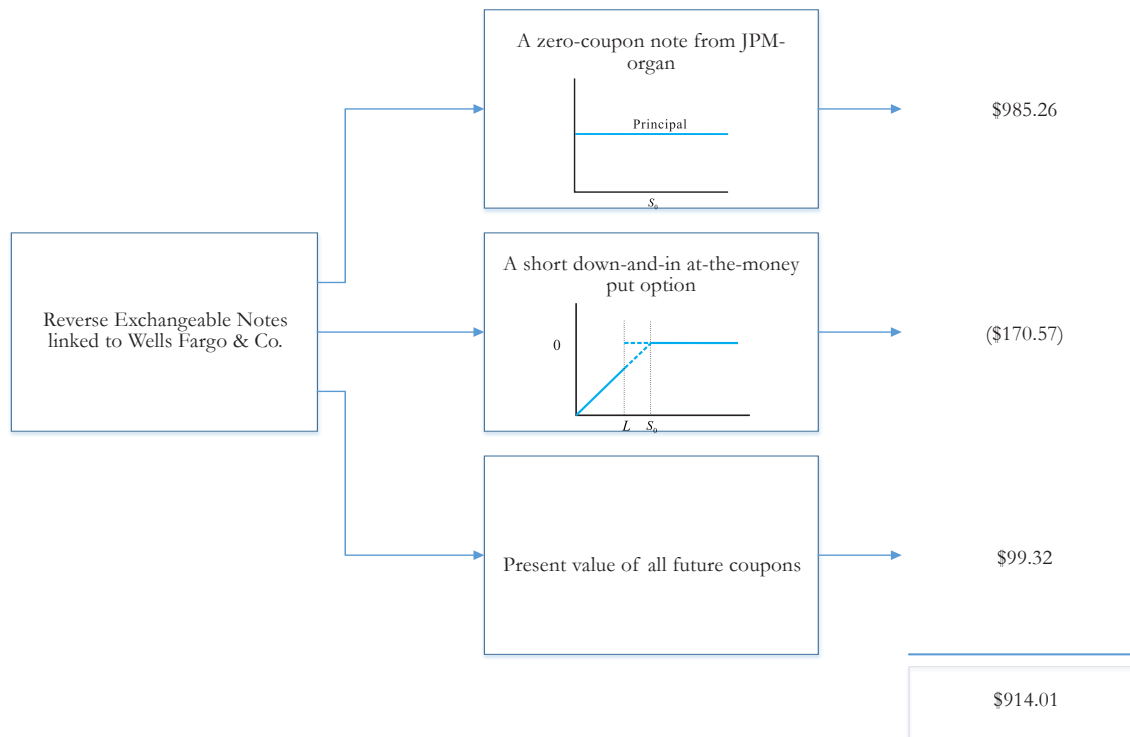 A zero-coupon note from JPM-
organ
Principal
S₀
$985.26
Reverse Exchangeable Notes
linked to Wells Fargo & Co.
A short down-and-in at-the-money
put option
0
L S₀
($170.57)
Present value of all future coupons
$99.32
$914.01